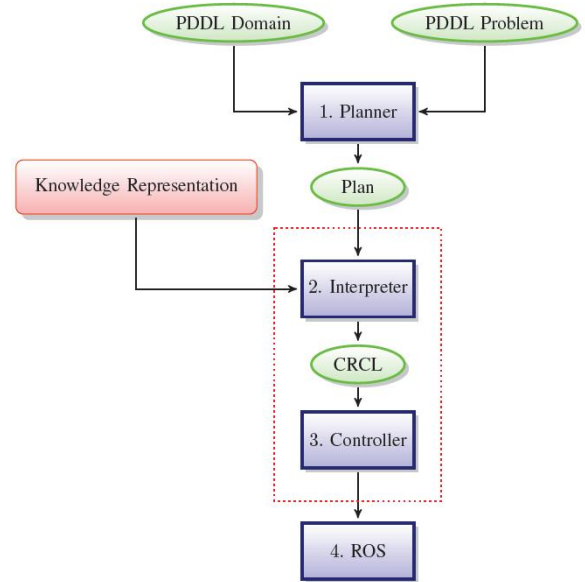 PDDL Domain
PDDL Problem
1. Planner
Plan
Knowledge Representation
2. Interpreter
CRCL
3. Controller
4. ROS